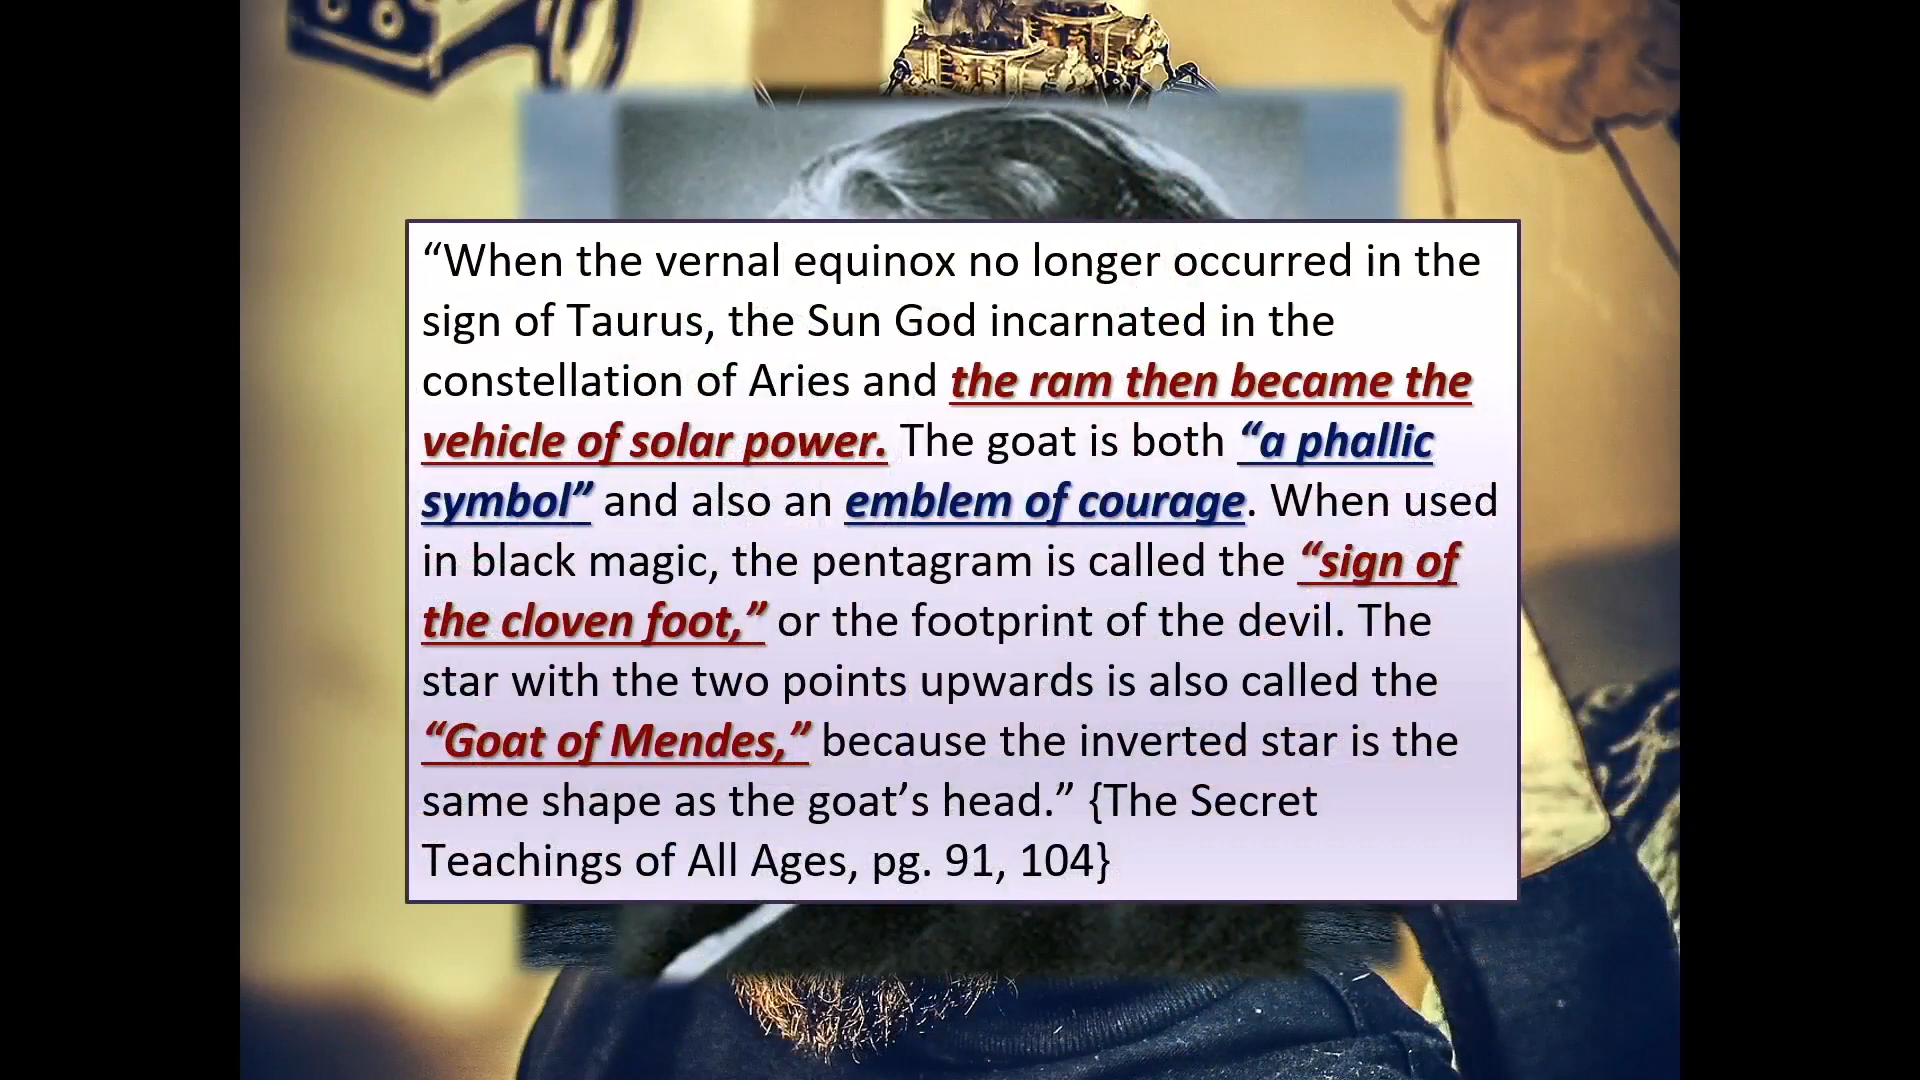 “When the vernal equinox no longer occurred in the
sign of Taurus, the Sun God incarnated in the
constellation of Aries and the ram then became the
vehicle of solar power. The goat is both “a phallic
symbol” and also an emblem of courage. When used
in black magic, the pentagram is called the “sign of
the cloven foot,” or the footprint of the devil. The
star with the two points upwards is also called the
“Goat of Mendes,” because the inverted star is the
same shape as the goat’s head.” {The Secret
Teachings of All Ages, pg. 91, 104}